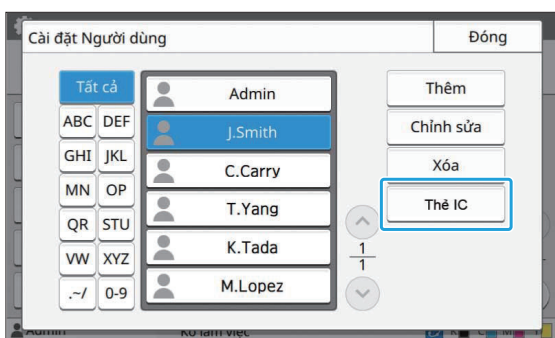 Cài đặt Người dùng
Đóng
Tất cả
ABC DEF
GHI JKL
MN OP
QR STU
VW XYZ
.~/ 0-9
Admin
J.Smith
C.Carry
T.Yang
K.Tada
M.Lopez
1
1
Thêm
Chỉnh sửa
Xóa
Thẻ IC
Admin